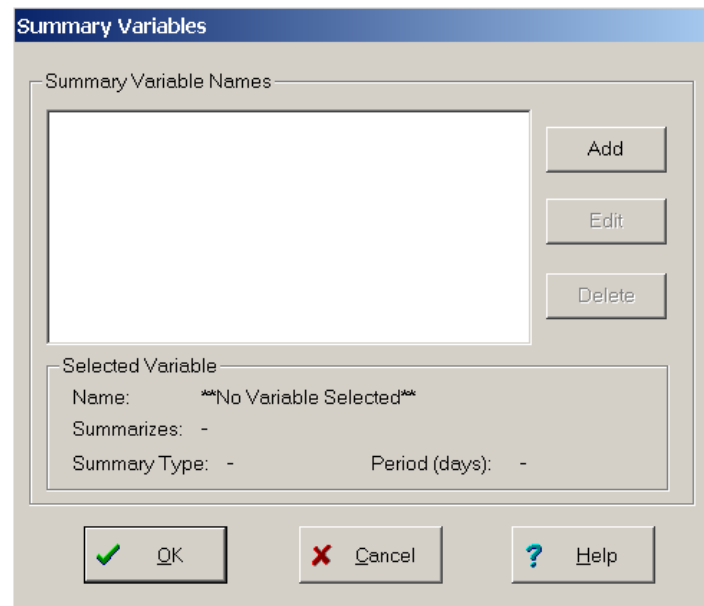 Summary Variables
Summary Variable Names
Add
Edit
Delete
Selected Variable
Name: **No Variable Selected**
Summarizes: -
Summary Type: - Period (days): -
OK Cancel ? Help